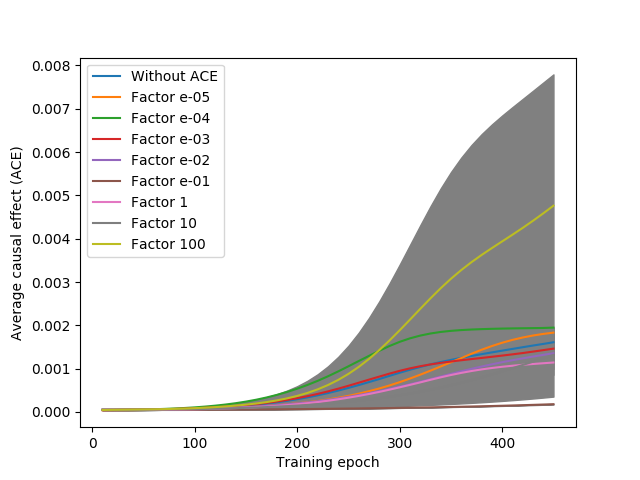 0.008
0.007
0.006
0.005
0.004
0.003
0.002
0.001
0.000
Average causal effect (ACE)
Without ACE
Factor e-05
Factor e-04
Factor e-03
Factor e-02
Factor e-01
Factor 1
Factor 10
Factor 100
0 100 200 300 400
Training epoch